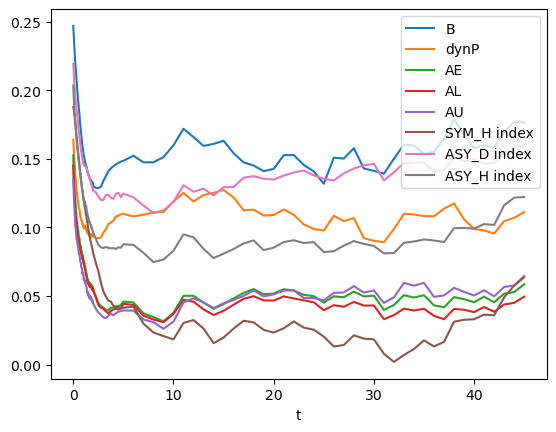 0.25
0.20
0.15
0.10
0.05
0.00
0
10
20
30
40
t
B
dynP
AE
AL
AU
SYM_H index
ASY_D index
ASY_H index